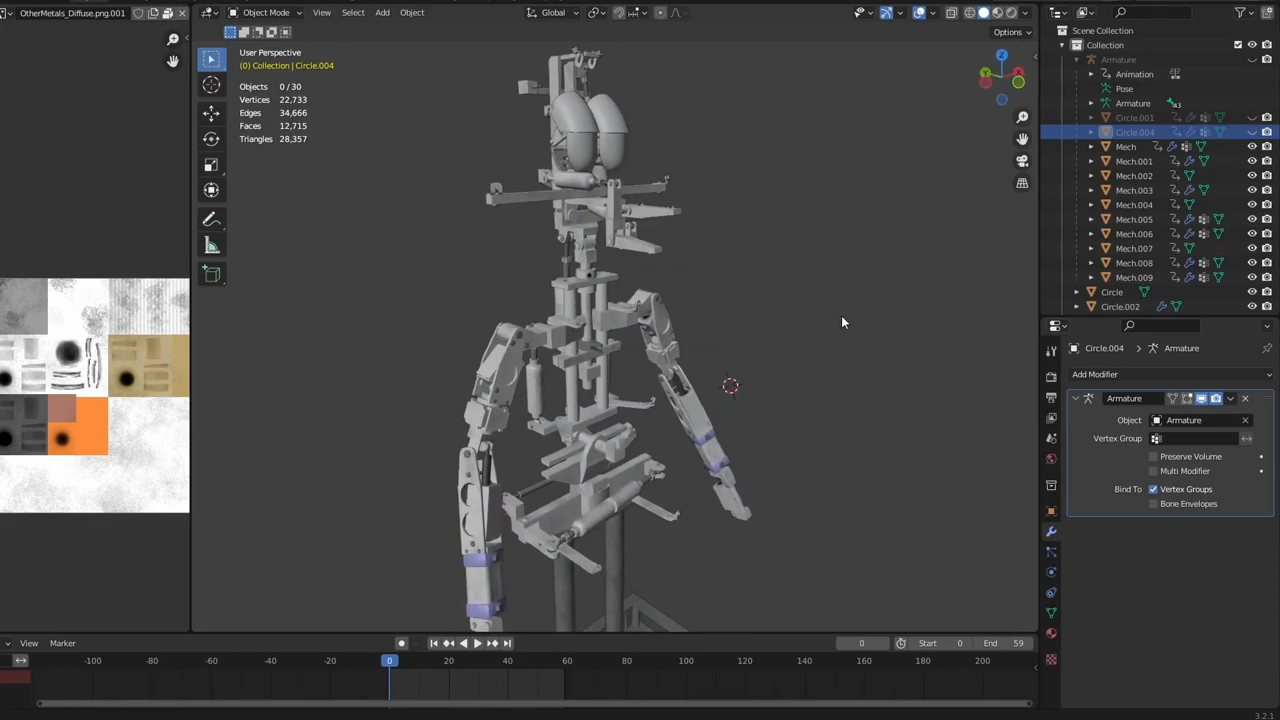 OtherMetals_Diffuse.png.001
Object Mode
View
Select
Add
Object
Global
Options
User Perspective
(0) Collection | Circle.004
Objects 0 / 30
Vertices 22,733
Edges 34,666
Faces 12,715
Triangles 28,357
Z
Y
X
Scene Collection
Collection
Armature
Animation
Pose
Armature
43
Circle.001
Circle.004
Mech
Mech.001
Mech.002
Mech.003
Mech.004
Mech.005
Mech.006
Mech.007
Mech.008
Mech.009
Circle
Circle.002
Circle.004 > Armature
Add Modifier
Armature
Object Armature
Vertex Group
Preserve Volume
Multi Modifier
Bind To Vertex Groups
Bone Envelopes
View Marker
0 Start 0 End 59
-100 -80 -60 -40 -20 0 20 40 60 80 100 120 140 160 180 200
3.2.1